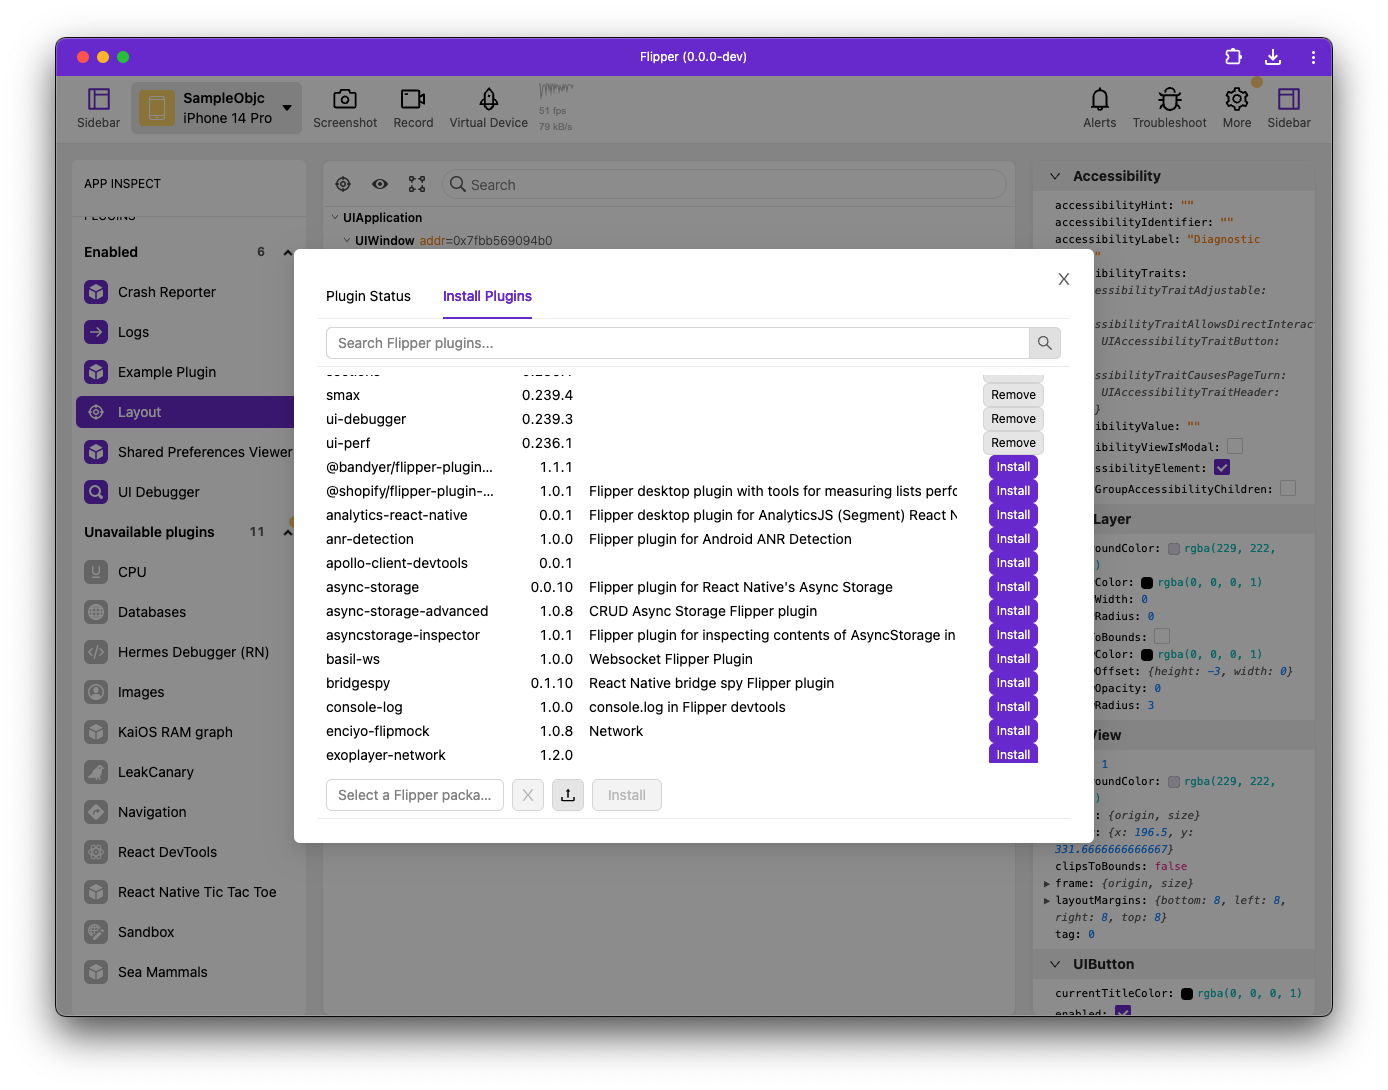 Flipper (0.0.0-dev)
Sidebar
SampleObjc
iPhone 14 Pro
Screenshot
Record
Virtual Device
51 fps
79 kB/s
Alerts
Troubleshoot
More
Sidebar
APP INSPECT
PLUGINS
Enabled 6
Crash Reporter
Logs
Example Plugin
Layout
Shared Preferences Viewer
UI Debugger
Unavailable plugins 11
CPU
Databases
Hermes Debugger (RN)
Images
KaiOS RAM graph
LeakCanary
Navigation
React DevTools
React Native Tic Tac Toe
Sandbox
Sea Mammals
Search
UIApplication
UIWindow addr=0x7fbb569094b0
Plugin Status
Install Plugins
X
Search Flipper plugins...
smax 0.239.4 Remove
ui-debugger 0.239.3 Remove
ui-perf 0.236.1 Remove
@bandyer/flipper-plugin... 1.1.1 Install
@shopify/flipper-plugin-... 1.0.1 Flipper desktop plugin with tools for measuring lists perfc Install
analytics-react-native 0.0.1 Flipper desktop plugin for AnalyticsJS (Segment) React N Install
anr-detection 1.0.0 Flipper plugin for Android ANR Detection Install
apollo-client-devtools 0.0.1 Install
async-storage 0.0.10 Flipper plugin for React Native's Async Storage Install
async-storage-advanced 1.0.8 CRUD Async Storage Flipper plugin Install
asyncstorage-inspector 1.0.1 Flipper plugin for inspecting contents of AsyncStorage in Install
basil-ws 1.0.0 Websocket Flipper Plugin Install
bridgespy 0.1.10 React Native bridge spy Flipper plugin Install
console-log 1.0.0 console.log in Flipper devtools Install
enciyo-flipmock 1.0.8 Network Install
exoplayer-network 1.2.0 Install
Select a Flipper packa...
X
Install
Accessibility
accessibilityHint: ""
accessibilityIdentifier: ""
accessibilityLabel: "Diagnostic
"
ibilityTraits:
essibilityTraitAdjustable:
ssibilityTraitAllowsDirectInterac
UIAccessibilityTraitButton:
ssibilityTraitCausesPageTurn:
UIAccessibilityTraitHeader:
}
ibilityValue: ""
ibilityViewIsModal:
ssibilityElement:
GroupAccessibilityChildren:
Layer
oundColor: rgba(229, 222,
)
Color: rgba(0, 0, 0, 1)
Width: 0
Radius: 0
oBounds:
Color: rgba(0, 0, 0, 1)
Offset: {height: -3, width: 0}
Opacity: 0
Radius: 3
View
1
oundColor: rgba(229, 222,
)
: {origin, size}
: {x: 196.5, y:
331.6666666666667}
clipsToBounds: false
frame: {origin, size}
layoutMargins: {bottom: 8, left: 8,
right: 8, top: 8}
tag: 0
UIButton
currentTitleColor: rgba(0, 0, 0, 1)
enabled: